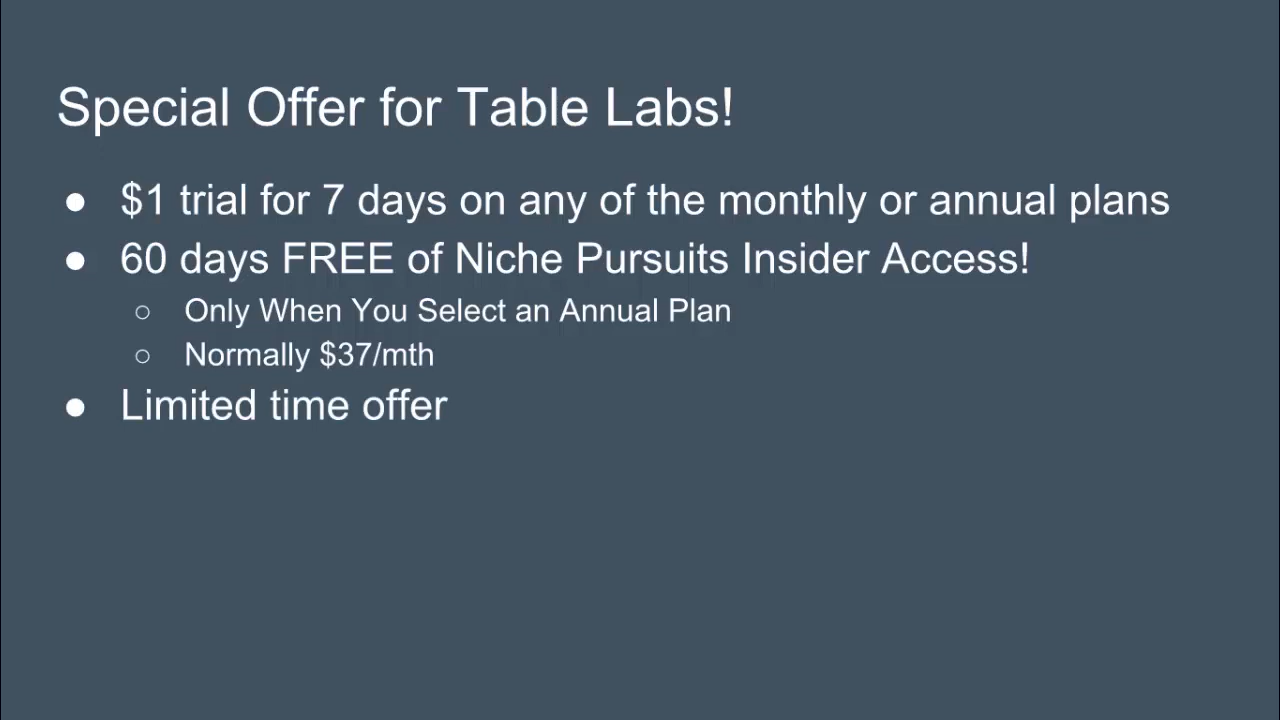 Special Offer for Table Labs!
● $1 trial for 7 days on any of the monthly or annual plans
● 60 days FREE of Niche Pursuits Insider Access!
○ Only When You Select an Annual Plan
○ Normally $37/mth
● Limited time offer